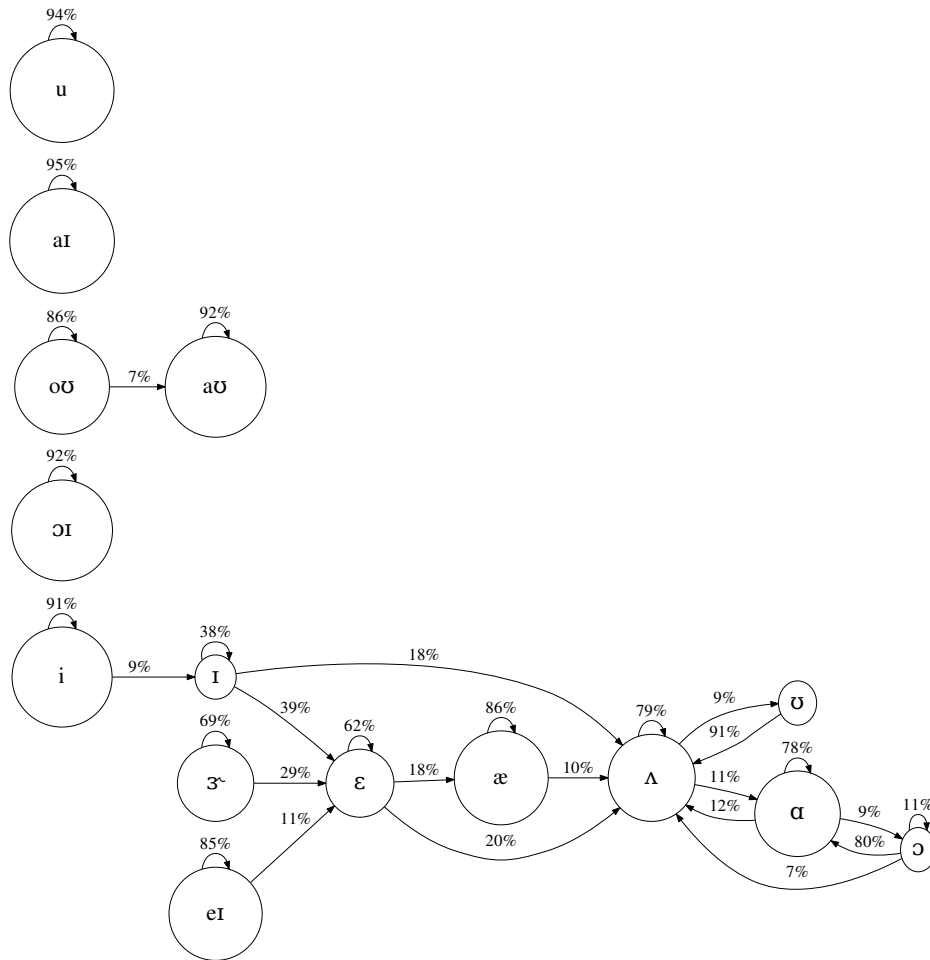 94%
u
95%
aɪ
86%
oʊ
7%
92%
aʊ
92%
ɔɪ
91%
i
9%
38%
ɪ
18%
39%
69%
ɝ
29%
62%
ɛ
18%
20%
86%
æ
10%
79%
ʌ
9%
91%
ʊ
11%
12%
78%
ɑ
9%
80%
11%
ɔ
7%
11%
85%
eɪ